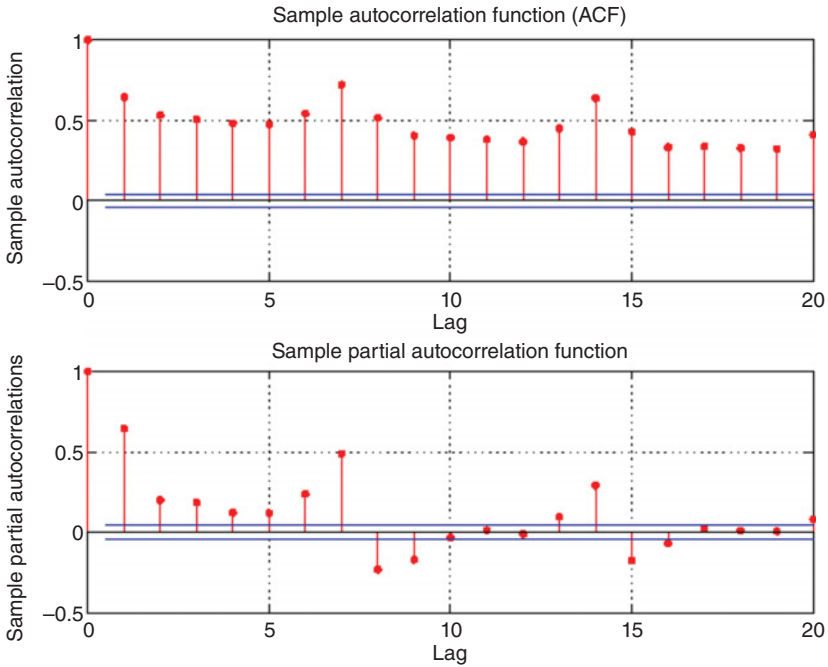 Sample autocorrelation function (ACF)
Sample autocorrelation
1
0.5
0
–0.5
0 5 10 15 20
Lag
Sample partial autocorrelation function
Sample partial autocorrelations
1
0.5
0
–0.5
0 5 10 15 20
Lag